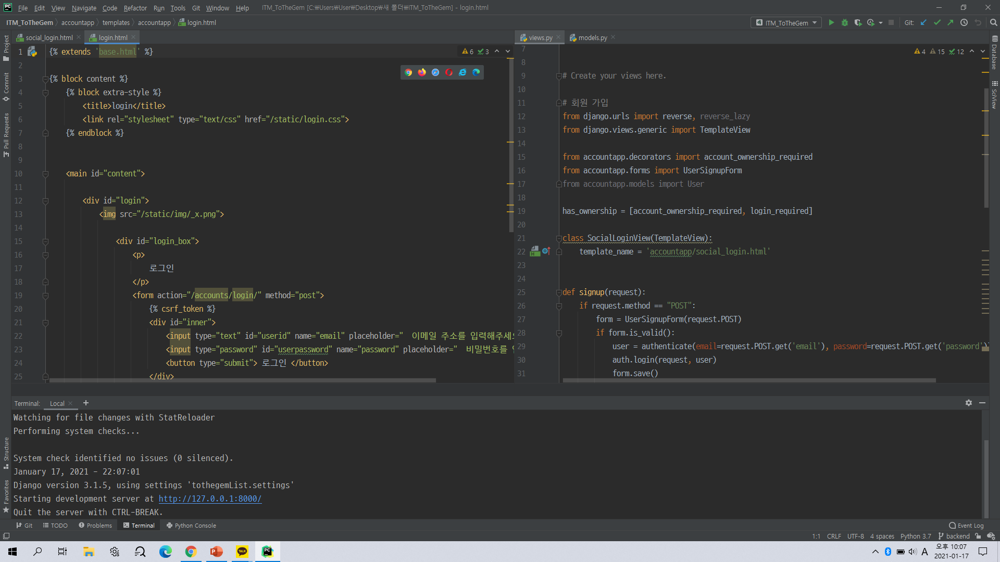 File Edit View Navigate Code Refactor Run Tools Git Window Help ITM_ToTheGem [C:₩Users₩User₩Desktop₩새 폴더₩ITM_ToTheGem] - login.html
ITM_ToTheGem accountapp templates accountapp login.html
ITM_ToTheGem Git:
social_login.html login.html
views.py models.py
Project
Commit
Pull Requests
Structure
Favorites
Database
SciView
6 3
1 {% extends 'base.html' %}
2
3 {% block content %}
4 {% block extra-style %}
5 <title>login</title>
6 <link rel="stylesheet" type="text/css" href="/static/login.css">
7 {% endblock %}
8
9
10 <main id="content">
11
12 <div id="login">
13 <img src="/static/img/_x.png">
14
15 <div id="login_box">
16 <p>
17 로그인
18 </p>
19 <form action="/accounts/login/" method="post">
20 {% csrf_token %}
21 <div id="inner">
22 <input type="text" id="userid" name="email" placeholder=" 이메일 주소를 입력해주세
23 <input type="password" id="userpassword" name="password" placeholder=" 비밀번호를
24 <button type="submit"> 로그인 </button>
25 </div>
4 15 12
7
8
9 # Create your views here.
10
11 # 회원 가입
12 from django.urls import reverse, reverse_lazy
13 from django.views.generic import TemplateView
14
15 from accountapp.decorators import account_ownership_required
16 from accountapp.forms import UserSignupForm
17 from accountapp.models import User
18
19 has_ownership = [account_ownership_required, login_required]
20
21 class SocialLoginView(TemplateView):
22 template_name = 'accountapp/social_login.html'
23
24
25 def signup(request):
26 if request.method == "POST":
27 form = UserSignupForm(request.POST)
28 if form.is_valid():
29 user = authenticate(email=request.POST.get('email'), password=request.POST.get('password'))
30 auth.login(request, user)
31 form.save()
Terminal: Local +
Watching for file changes with StatReloader
Performing system checks...
System check identified no issues (0 silenced).
January 17, 2021 - 22:07:01
Django version 3.1.5, using settings 'tothegemList.settings'
Starting development server at http://127.0.0.1:8000/
Quit the server with CTRL-BREAK.
Git TODO Problems Terminal Python Console Event Log
1:1 CRLF UTF-8 4 spaces Python 3.7 backend
TALK PC A 오후 10:07
2021-01-17